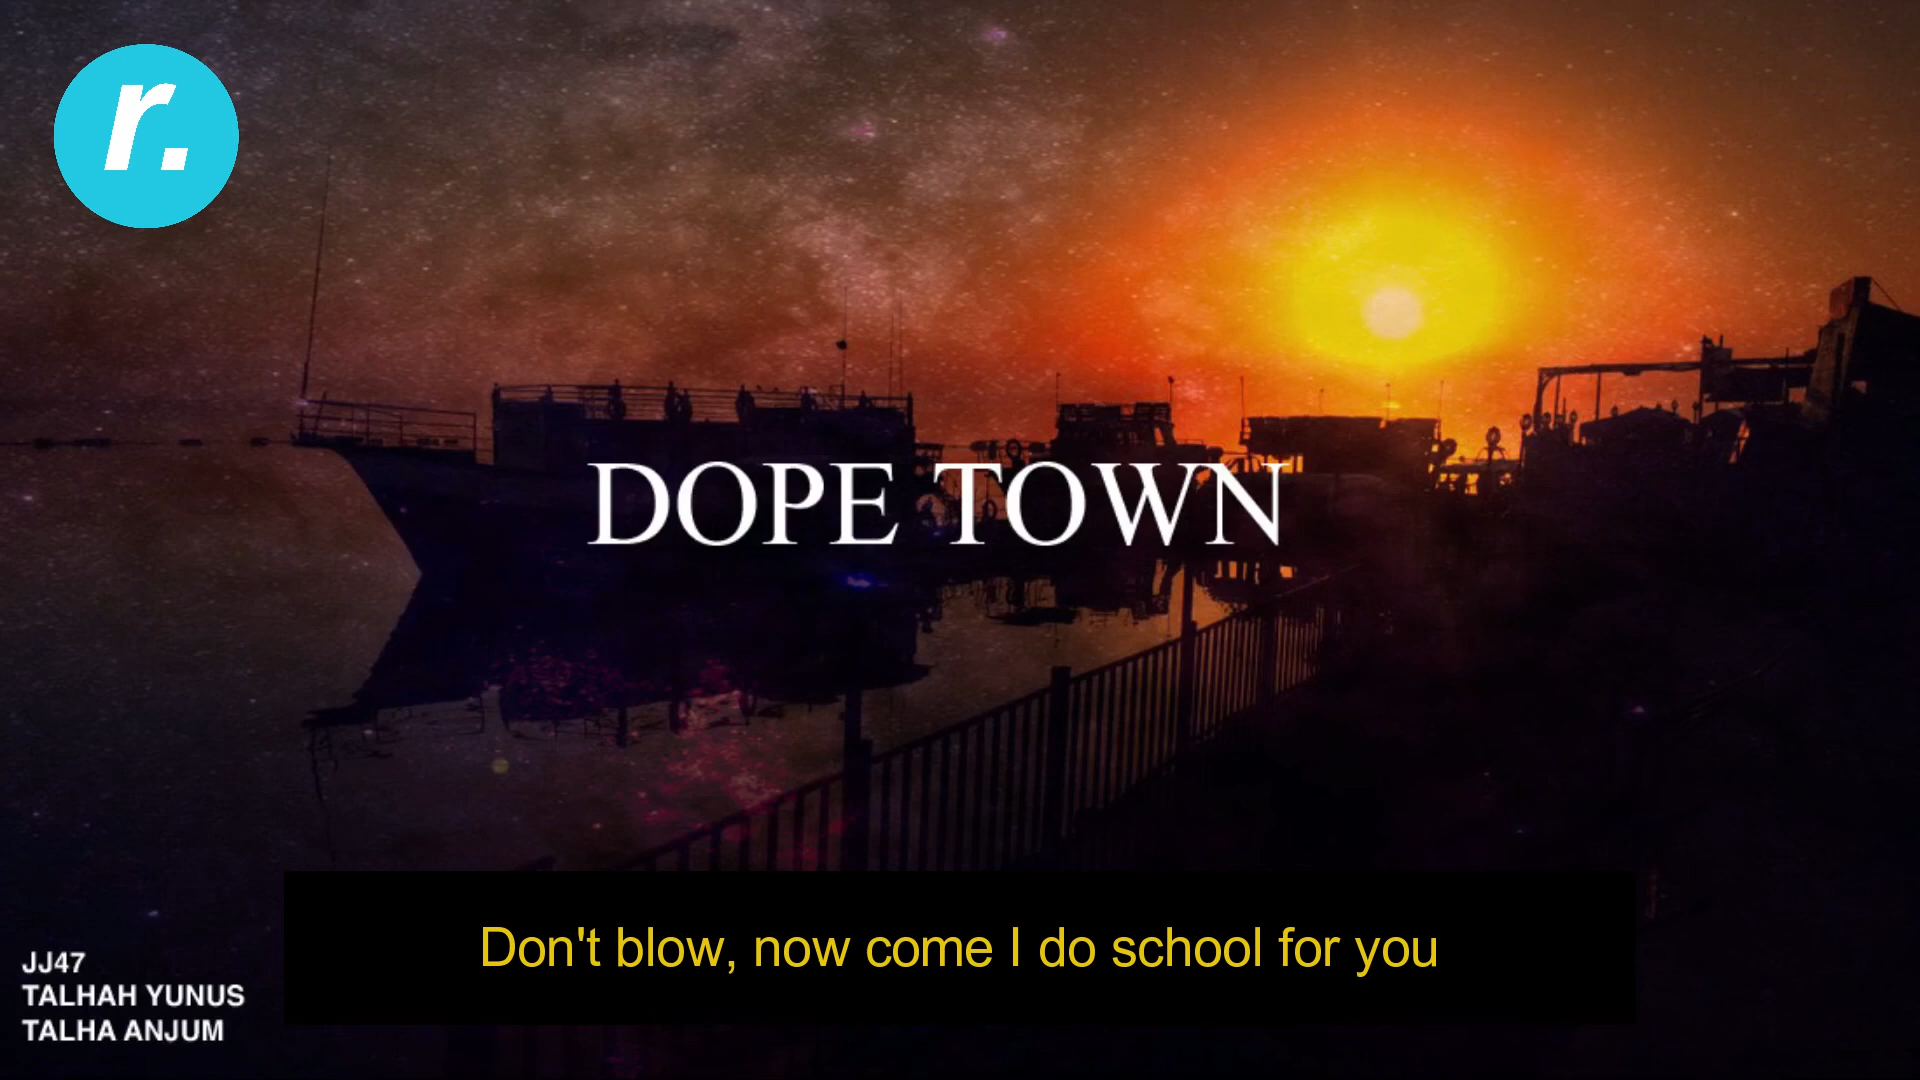 r.
DOPE TOWN
Don't blow, now come I do school for you
JJ47
TALHAH YUNUS
TALHA ANJUM